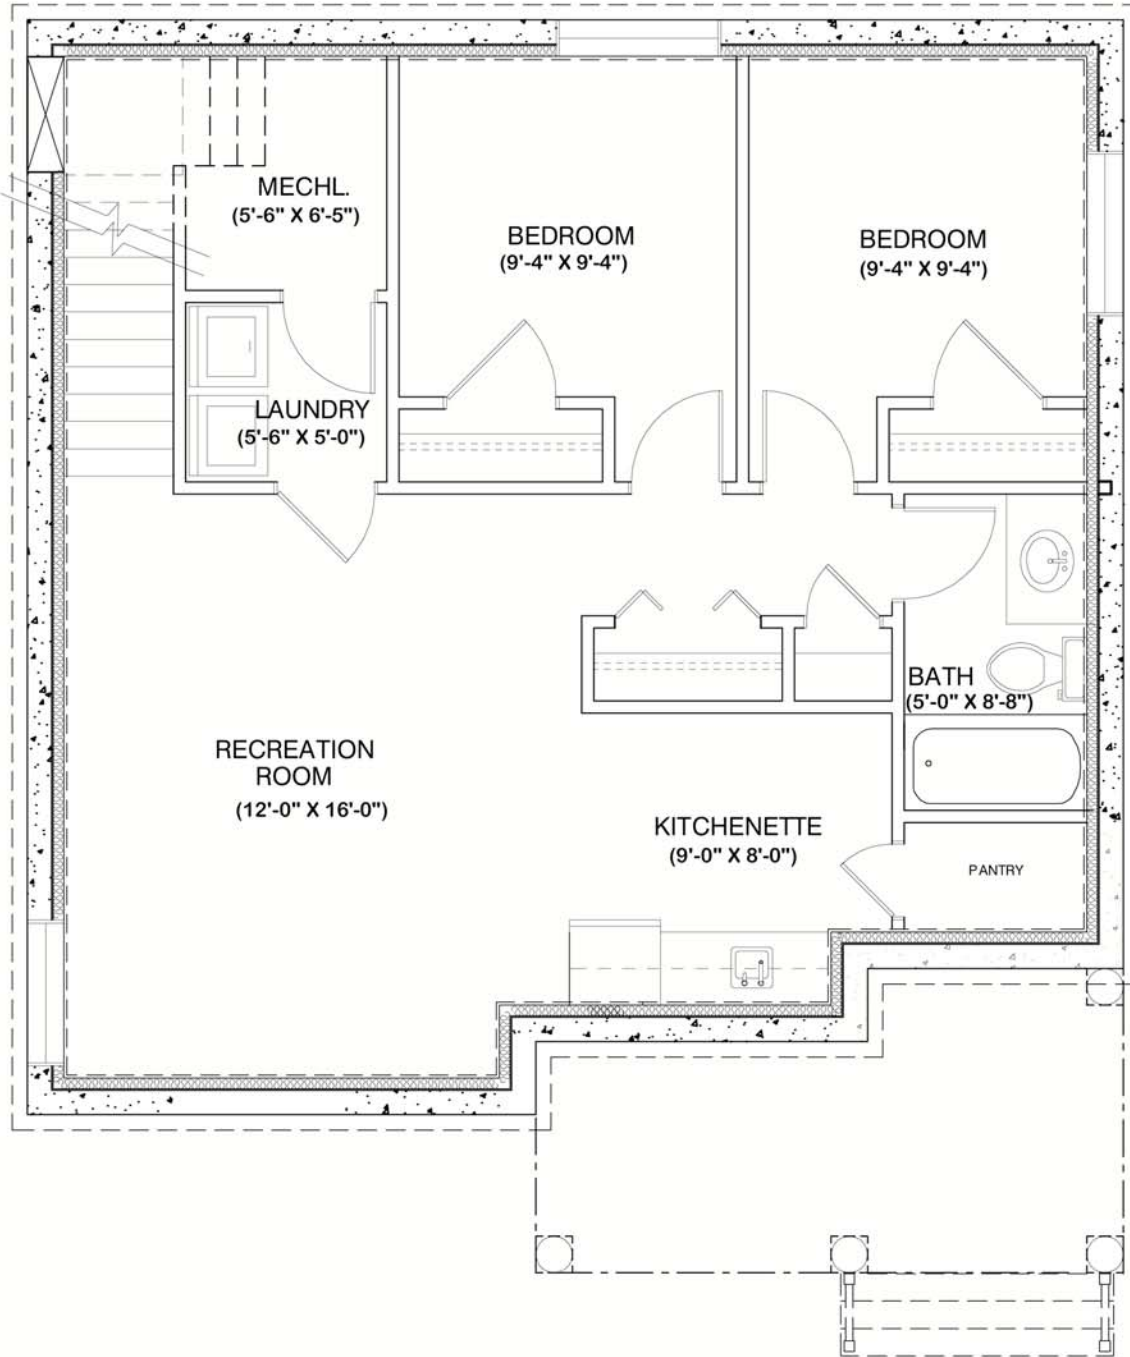 MECHL.
(5'-6" X 6'-5")
BEDROOM
(9'-4" X 9'-4")
BEDROOM
(9'-4" X 9'-4")
LAUNDRY
(5'-6" X 5'-0")
BATH
(5'-0" X 8'-8")
RECREATION
ROOM
(12'-0" X 16'-0")
KITCHENETTE
(9'-0" X 8'-0")
PANTRY